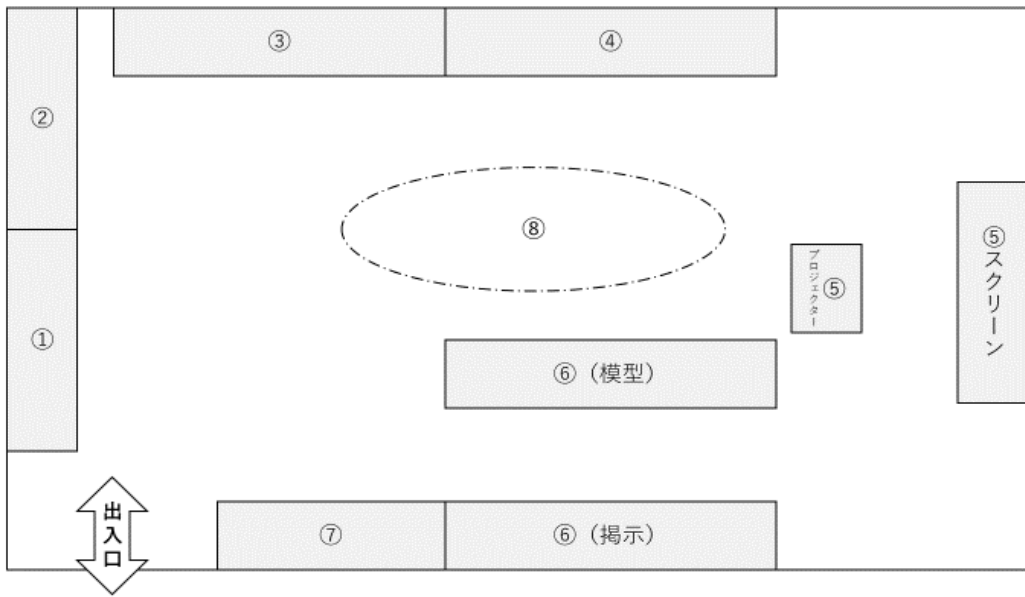 ③
④
②
⑧
⑤スクリーン
プロジェクター
⑤
①
⑥（模型）
出入口
⑦
⑥（掲示）